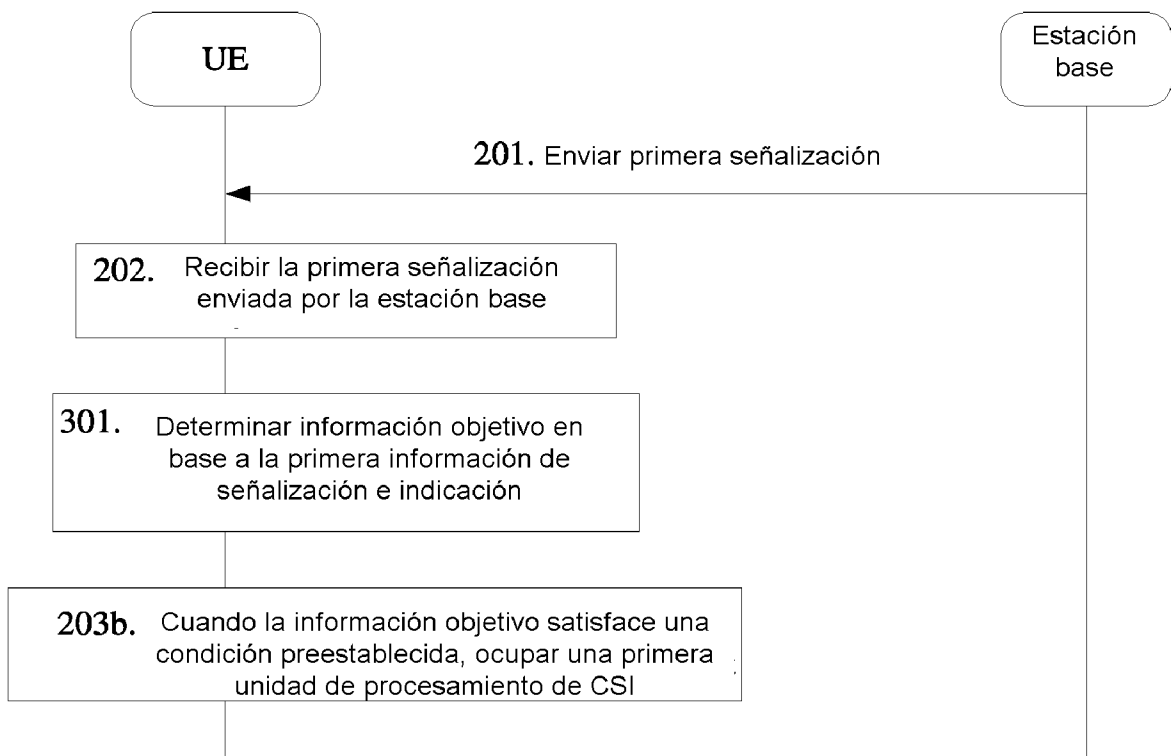 UE
Estación
base
201. Enviar primera señalización
202. Recibir la primera señalización
enviada por la estación base
301. Determinar información objetivo en
base a la primera información de
señalización e indicación
203b. Cuando la información objetivo satisface una
condición preestablecida, ocupar una primera
unidad de procesamiento de CSI